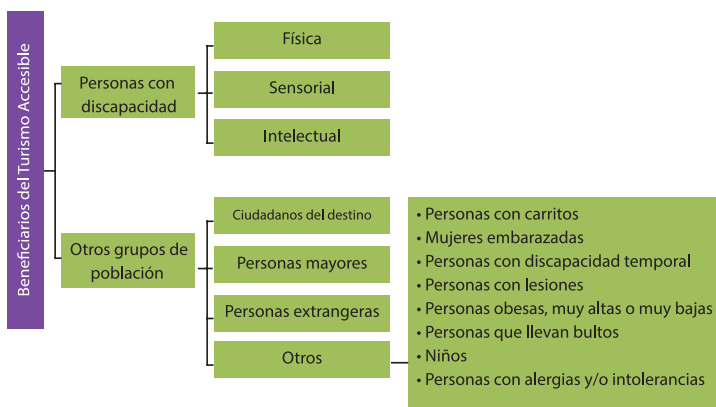 Beneficiarios del Turismo Accesible
Personas con
discapacidad
Física
Sensorial
Intelectual
Otros grupos de
población
Ciudadanos del destino
Personas mayores
Personas extrangeras
Otros
• Personas con carritos
• Mujeres embarazadas
• Personas con discapacidad temporal
• Personas con lesiones
• Personas obesas, muy altas o muy bajas
• Personas que llevan bultos
• Niños
• Personas con alergias y/o intolerancias